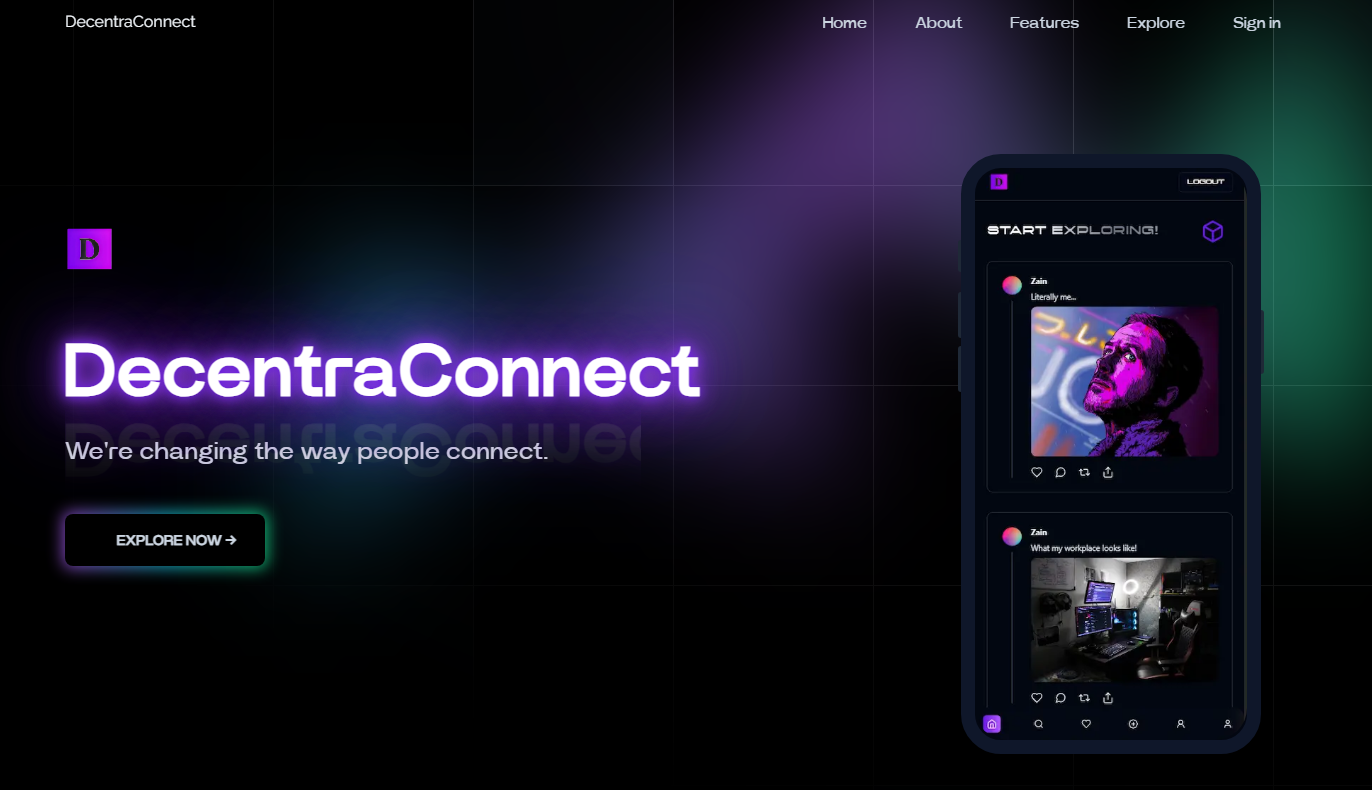 DecentraConnect
Home About Features Explore Sign in
D
DecentraConnect
We're changing the way people connect.
EXPLORE NOW →
D
LOGOUT
START EXPLORING!
Zain
Literally me...
Zain
What my workplace looks like!